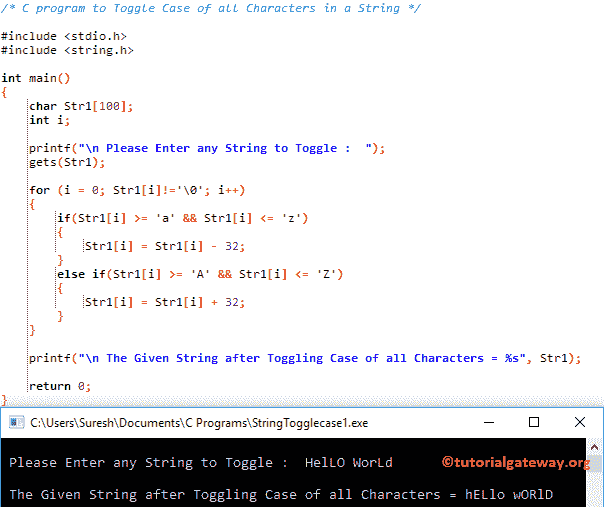 /* C program to Toggle Case of all Characters in a String */
#include <stdio.h>
#include <string.h>
int main()
{
char Str1[100];
int i;
printf("\n Please Enter any String to Toggle :  ");
gets(Str1);
for (i = 0; Str1[i]!='\0'; i++)
{
if(Str1[i] >= 'a' && Str1[i] <= 'z')
{
Str1[i] = Str1[i] - 32;
}
else if(Str1[i] >= 'A' && Str1[i] <= 'Z')
{
Str1[i] = Str1[i] + 32;
}
}
printf("\n The Given String after Toggling Case of all Characters = %s", Str1);
return 0;
}
C:\Users\Suresh\Documents\C Programs\StringTogglecase1.exe
Please Enter any String to Toggle :  HelLO WorLd
©tutorialgateway.org
The Given String after Toggling Case of all Characters = hELlo wORlD